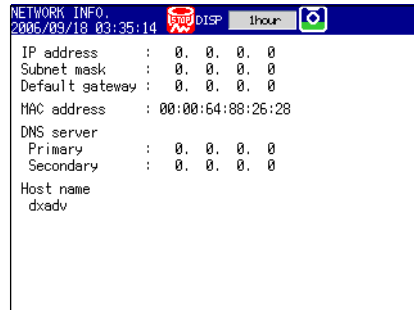 NETWORK INFO.
2006/09/18 03:35:14 STOP DISP 1hour
IP address : 0. 0. 0. 0
Subnet mask : 0. 0. 0. 0
Default gateway : 0. 0. 0. 0
MAC address : 00:00:64:88:26:28
DNS server
Primary : 0. 0. 0. 0
Secondary : 0. 0. 0. 0
Host name
dxadv